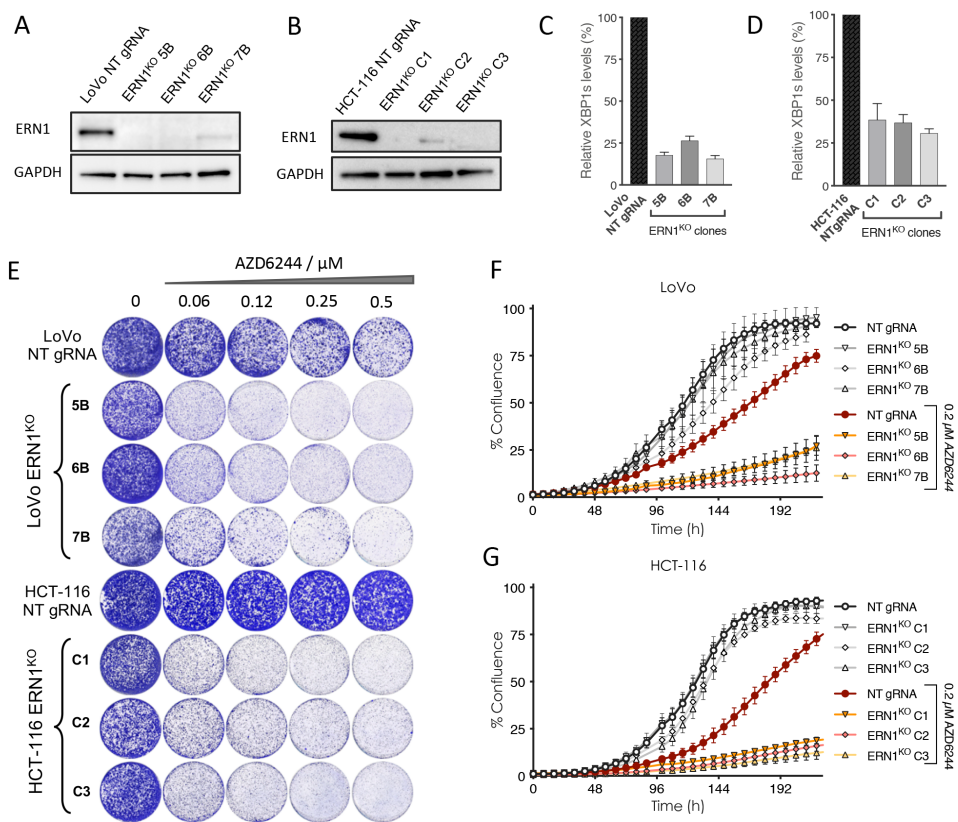 A
LoVo NT gRNA
ERN1KO 5B
ERN1KO 6B
ERN1KO 7B
ERN1
GAPDH
B
HCT-116 NT gRNA
ERN1KO C1
ERN1KO C2
ERN1KO C3
ERN1
GAPDH
C
Relative XBP1s levels (%)
100
75
50
25
0
LoVo
NT gRNA
5B
6B
7B
ERN1KO clones
D
Relative XBP1s levels (%)
100
75
50
25
0
HCT-116
NTgRNA
C1
C2
C3
ERN1KO clones
E
AZD6244 / μM
0 0.06 0.12 0.25 0.5
LoVo
NT gRNA
LoVo ERN1KO
5B
6B
7B
HCT-116
NT gRNA
HCT-116 ERN1KO
C1
C2
C3
F
LoVo
% Confluence
100
75
50
25
0
0 48 96 144 192
Time (h)
NT gRNA
ERN1KO 5B
ERN1KO 6B
ERN1KO 7B
NT gRNA
ERN1KO 5B
ERN1KO 6B
ERN1KO 7B
0.2 μM AZD6244
G
HCT-116
% Confluence
100
75
50
25
0
0 48 96 144 192
Time (h)
NT gRNA
ERN1KO C1
ERN1KO C2
ERN1KO C3
NT gRNA
ERN1KO C1
ERN1KO C2
ERN1KO C3
0.2 μM AZD6244